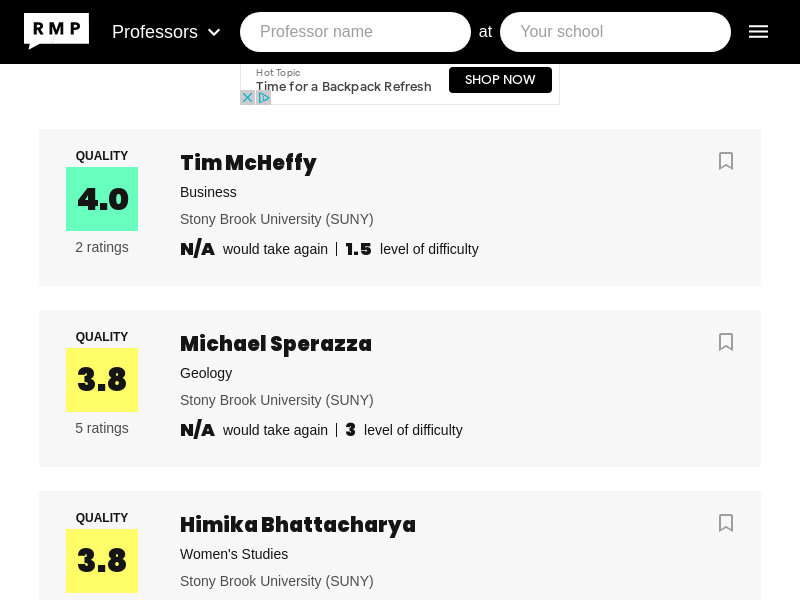 RMP Professors Professor name at Your school
Hot Topic
Time for a Backpack Refresh
SHOP NOW
QUALITY
4.0
2 ratings
Tim McHeffy
Business
Stony Brook University (SUNY)
N/A would take again | 1.5 level of difficulty
QUALITY
3.8
5 ratings
Michael Sperazza
Geology
Stony Brook University (SUNY)
N/A would take again | 3 level of difficulty
QUALITY
3.8
Himika Bhattacharya
Women's Studies
Stony Brook University (SUNY)